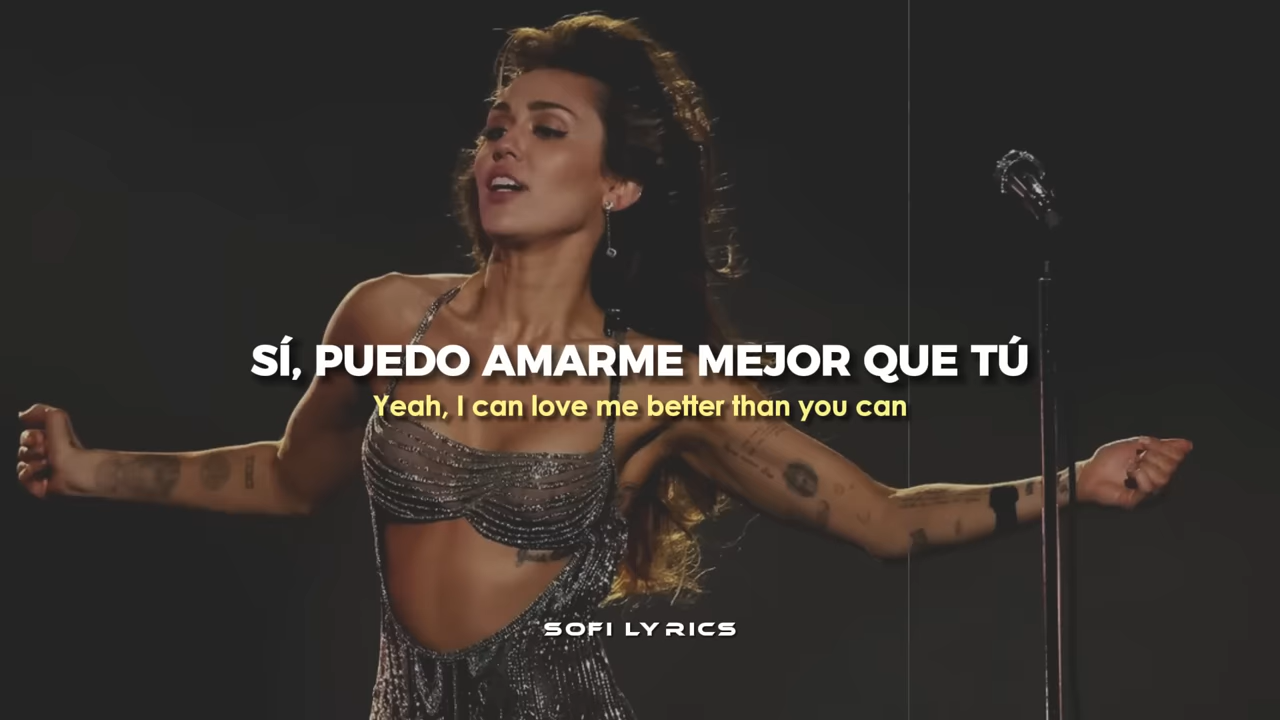 SÍ, PUEDO AMARME MEJOR QUE TÚ
Yeah, I can love me better than you can
SOFI LYRICS